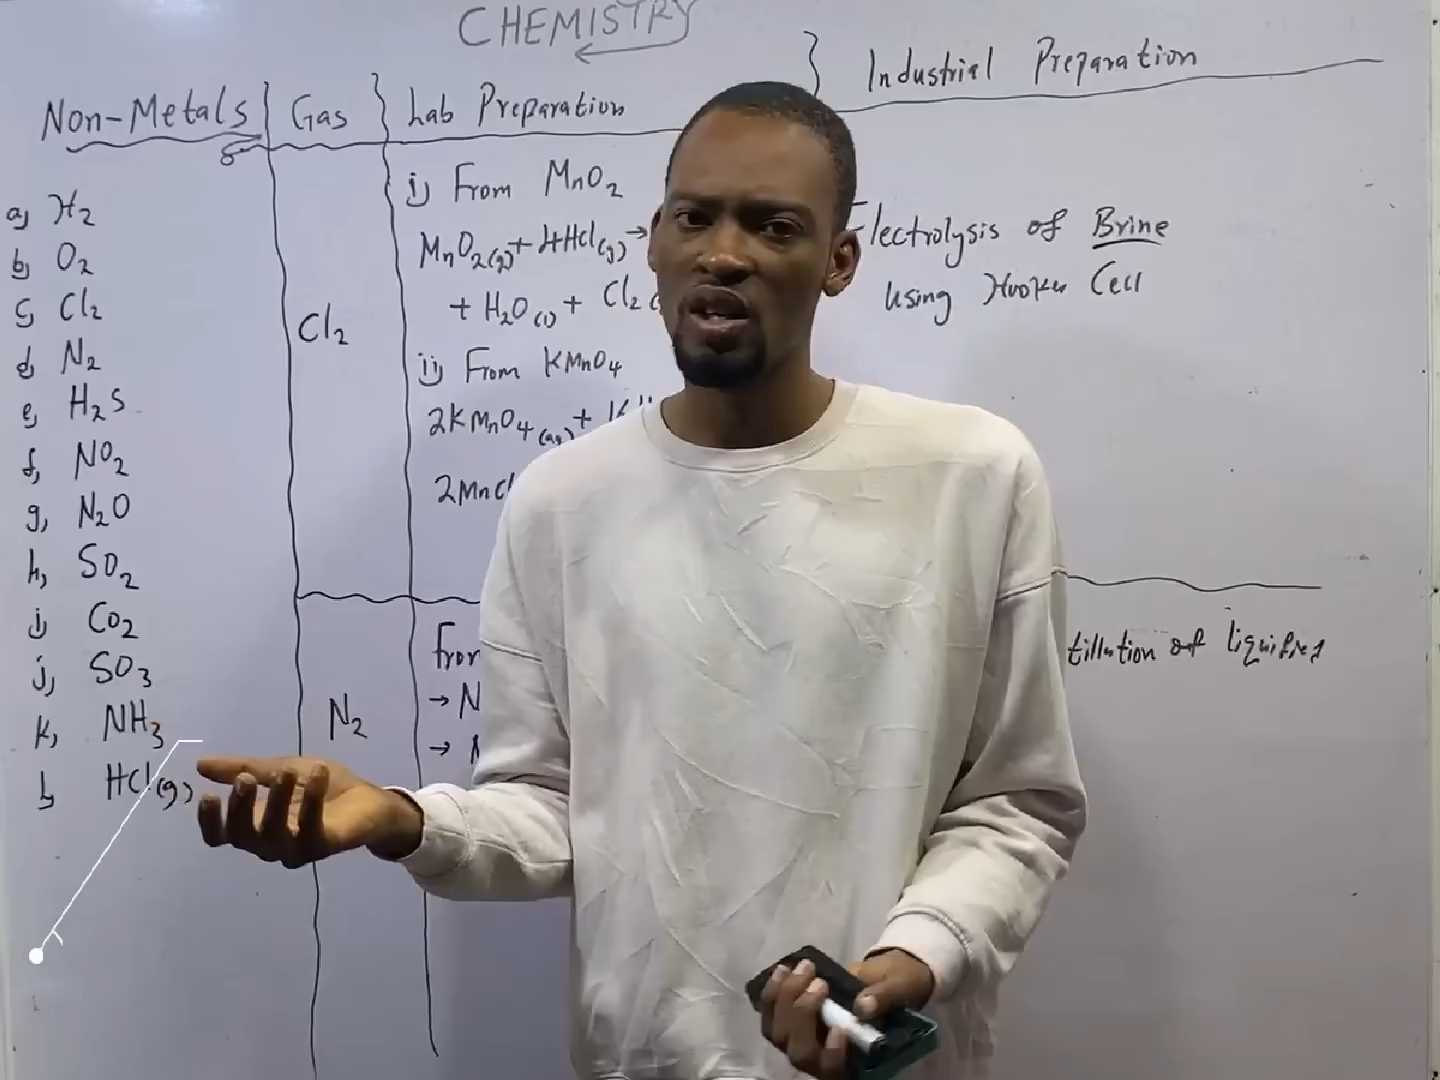 CHEMISTRY
Non-Metals
Gas
Lab Preparation
Industrial Preparation
a, H2
b, O2
c, Cl2
d, N2
e, H2S
f, NO2
g, N2O
h, SO2
i, CO2
j, SO3
k, NH3
l, HCl(g)
Cl2
i, From MnO2
MnO2(g)+ 4HCl(g) →
+ H2O(l) + Cl2
ii, From KMnO4
2KMnO4(aq)+
2MnCl
Electrolysis of Brine
using Hooker Cell
N2
From
→ N
→ N
tillation of liquified